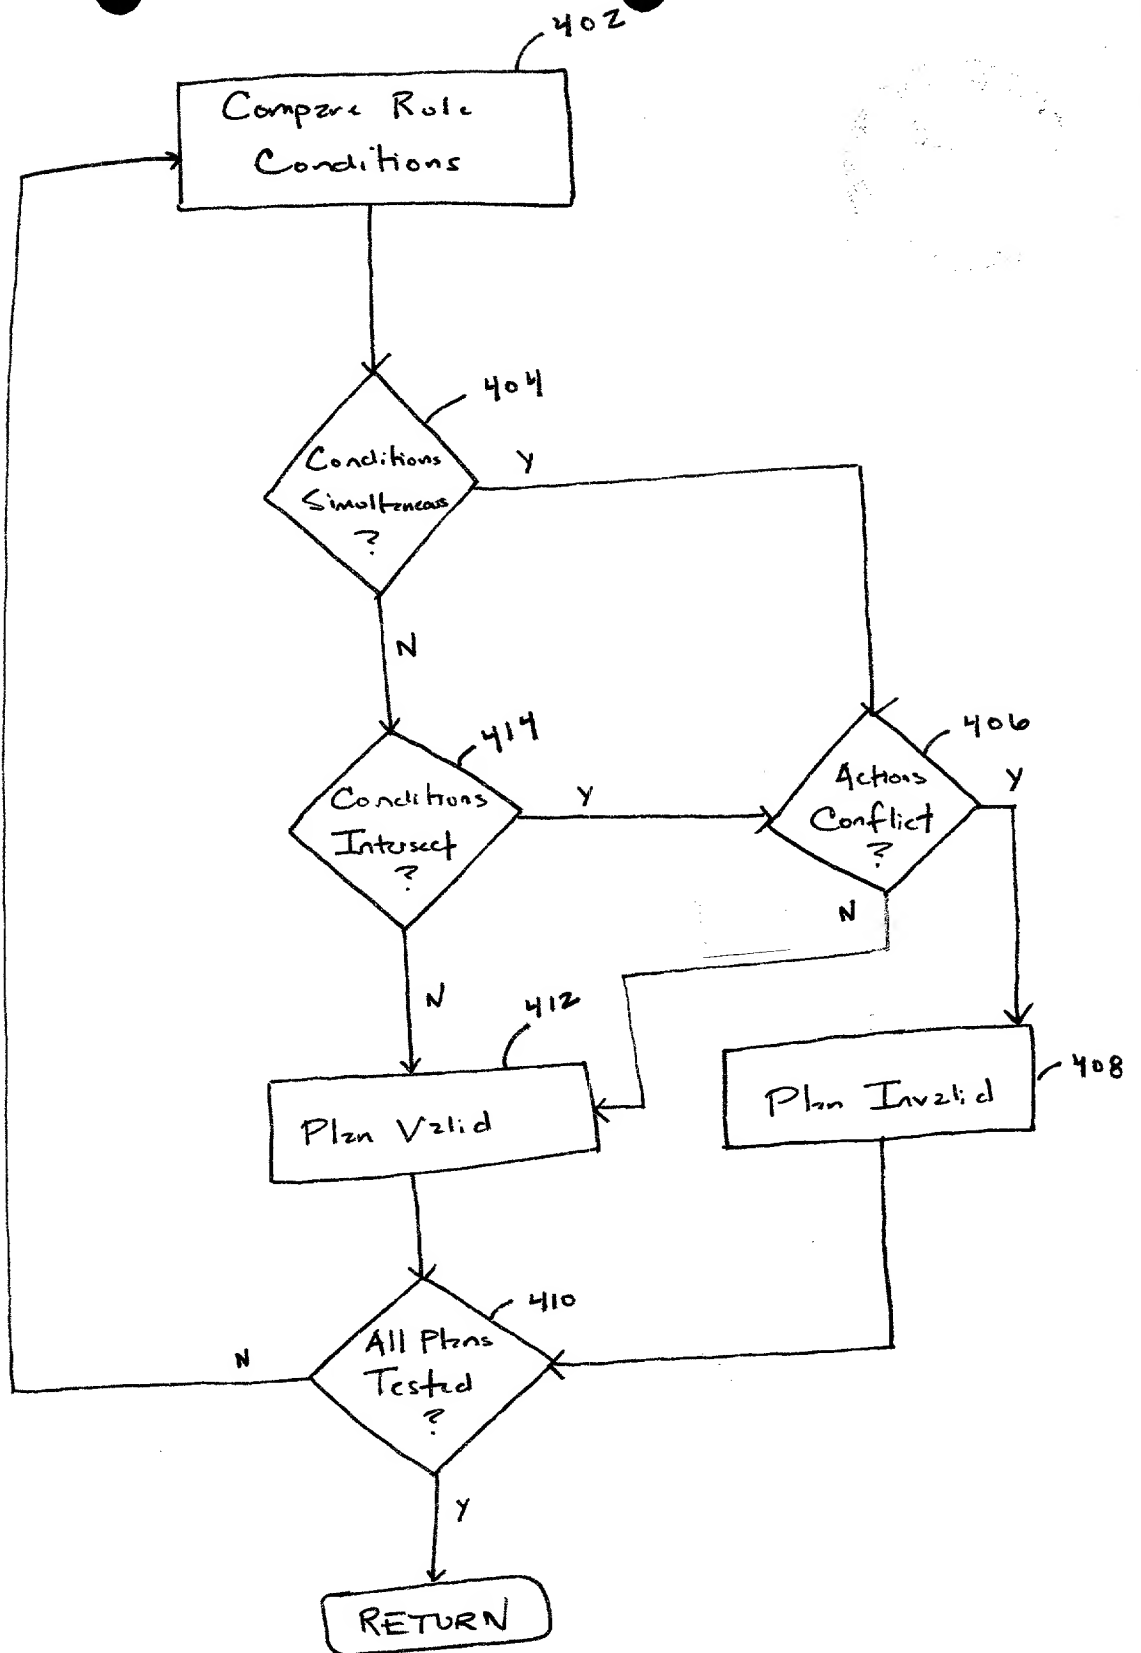 402
Compare Rule
Conditions
404
Conditions
Simultaneous
?
Y
N
414
Conditions
Intersect
?
Y
406
Actions
Conflict
?
Y
N
N
412
Plan Valid
408
Plan Invalid
410
All Plans
Tested
?
N
Y
RETURN